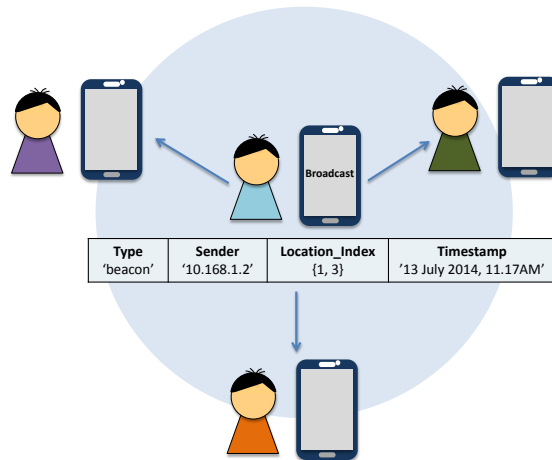 Broadcast
Type Sender Location_Index Timestamp
‘beacon’ ‘10.168.1.2’ {1, 3} ’13 July 2014, 11.17AM’